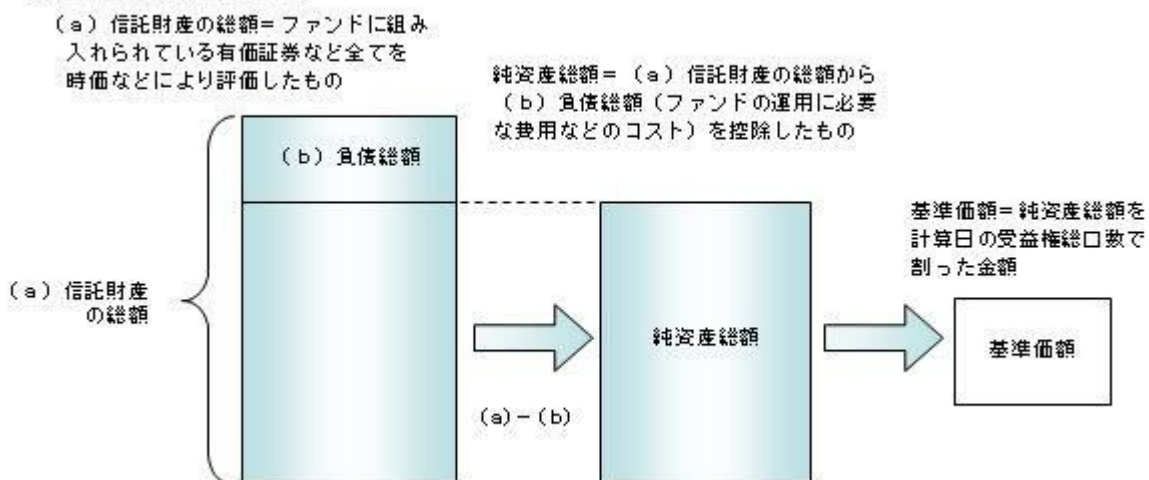 (a)信託財産の総額=ファンドに組み
入れられている有価証券など全てを
時価などにより評価したもの
純資産総額=(a)信託財産の総額から
(b)負債総額(ファンドの運用に必要
な費用などのコスト)を控除したもの
(b)負債総額
基準価額=純資産総額を
計算日の受益権総口数で
割った金額
(a)信託財産
の総額
純資産総額
基準価額
(a)-(b)